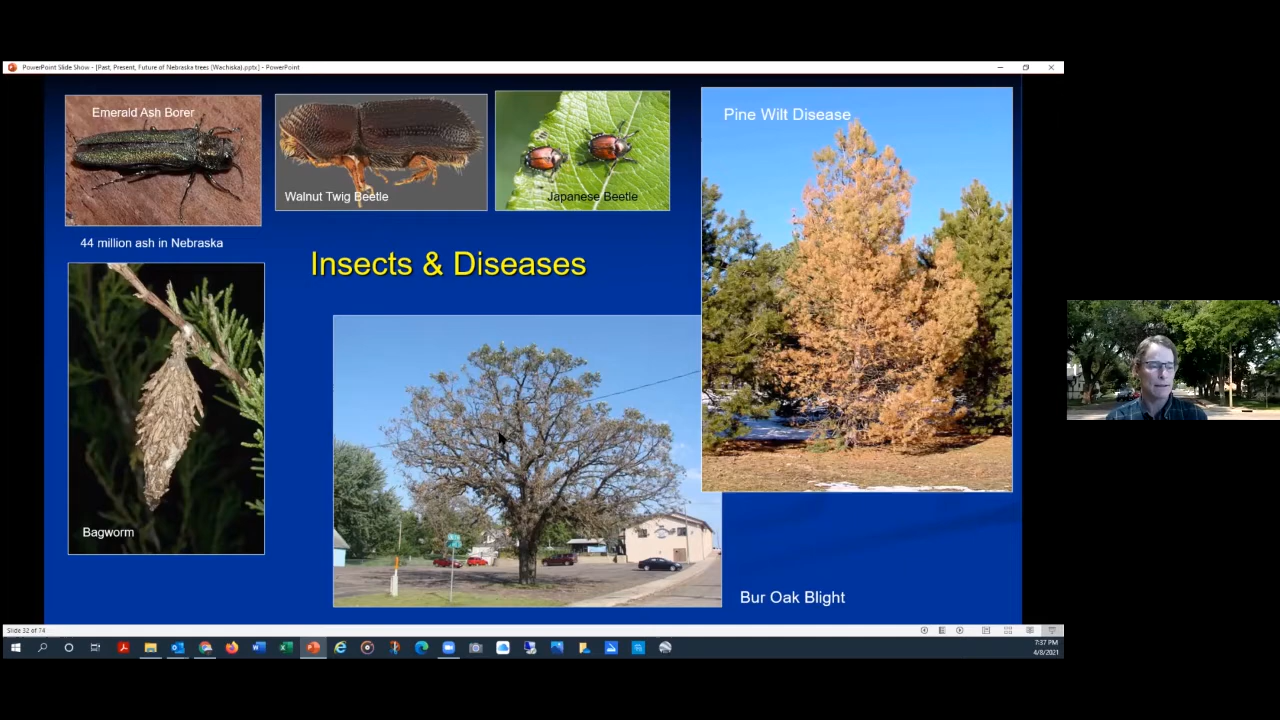 PowerPoint Slide Show - [Past, Present, Future of Nebraska trees (Wachiska).pptx] - PowerPoint
Emerald Ash Borer
Walnut Twig Beetle
Japanese Beetle
Pine Wilt Disease
44 million ash in Nebraska
Insects & Diseases
Bagworm
Bur Oak Blight
Slide 32 of 74
7:37 PM
4/8/2021